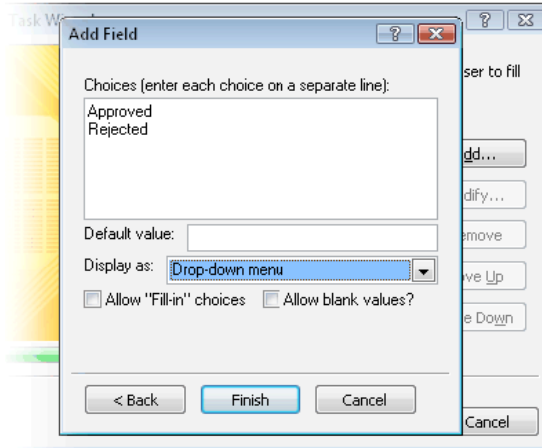 Task W
Add Field
ser to fill
Choices (enter each choice on a separate line):
Approved
Rejected
dd...
dify...
Default value:
emove
Display as: Drop-down menu
ve Up
Allow "Fill-in" choices Allow blank values?
e Down
< Back Finish Cancel
Cancel